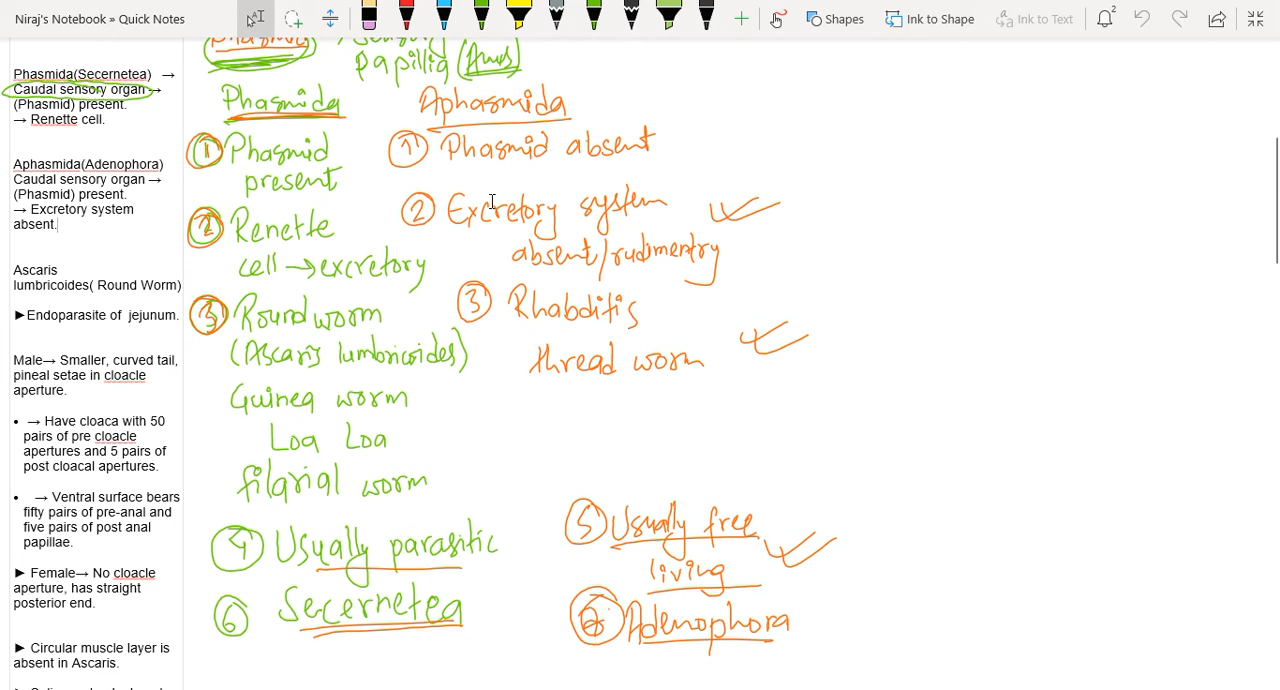 Niraj's Notebook » Quick Notes
Shapes
Ink to Shape
Ink to Text
2
Phasmida(Secernetea) →
Caudal sensory organ →
(Phasmid) present.
→ Renette cell.
Aphasmida(Adenophora)
Caudal sensory organ →
(Phasmid) present.
→ Excretory system
absent.
Ascaris
lumbricoides( Round Worm)
►Endoparasite of jejunum.
Male→ Smaller, curved tail,
pineal setae in cloacle
aperture.
• → Have cloaca with 50
pairs of pre cloacle
apertures and 5 pairs of
post cloacal apertures.
• → Ventral surface bears
fifty pairs of pre-anal and
five pairs of post anal
papillae.
► Female→ No cloacle
aperture, has straight
posterior end.
► Circular muscle layer is
absent in Ascaris.
papillia (Anus)
Phasmida
① Phasmid
present
② Renette
cell → excretory
③ Roundworm
(Ascaris lumbricoides)
Guinea worm
Loa Loa
filarial worm
④ Usually parasitic
⑥ Secernetea
Aphasmida
① Phasmid absent
② Excretory system
absent/rudimentry
③ Rhabditis
thread worm
⑤ Usually free
living
⑥ Adenophora